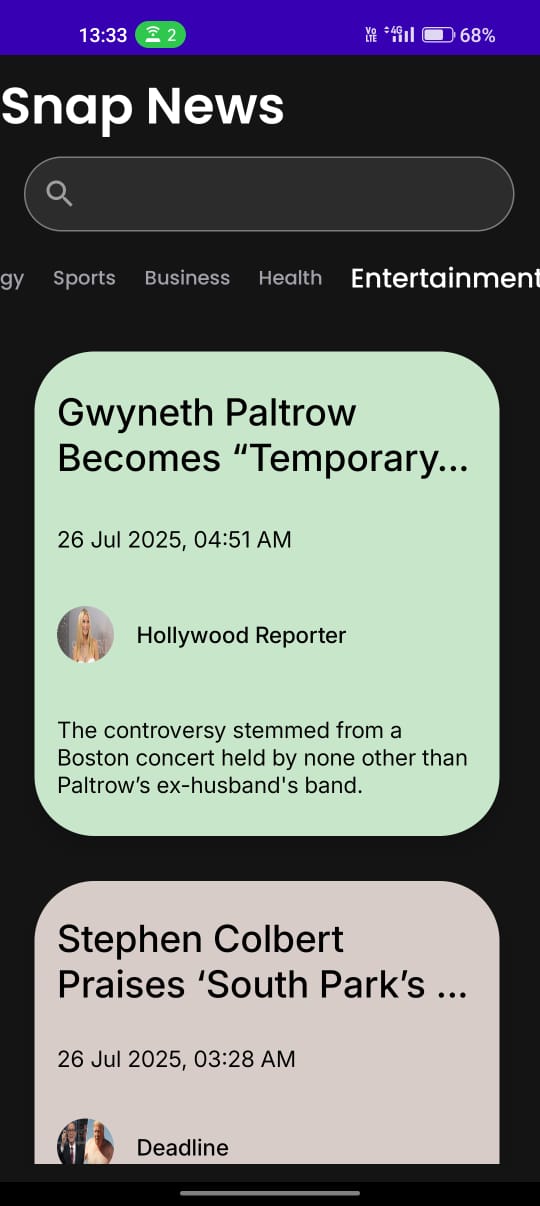 13:33 2 VoLTE 4G 68%
Snap News
gy Sports Business Health Entertainment
Gwyneth Paltrow
Becomes “Temporary...
26 Jul 2025, 04:51 AM
Hollywood Reporter
The controversy stemmed from a
Boston concert held by none other than
Paltrow’s ex-husband's band.
Stephen Colbert
Praises ‘South Park’s ...
26 Jul 2025, 03:28 AM
Deadline